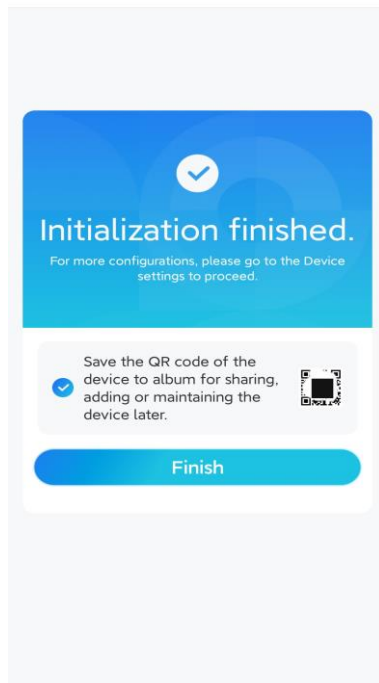 Initialization finished.
For more configurations, please go to the Device
settings to proceed.
Save the QR code of the
device to album for sharing,
adding or maintaining the
device later.
Finish